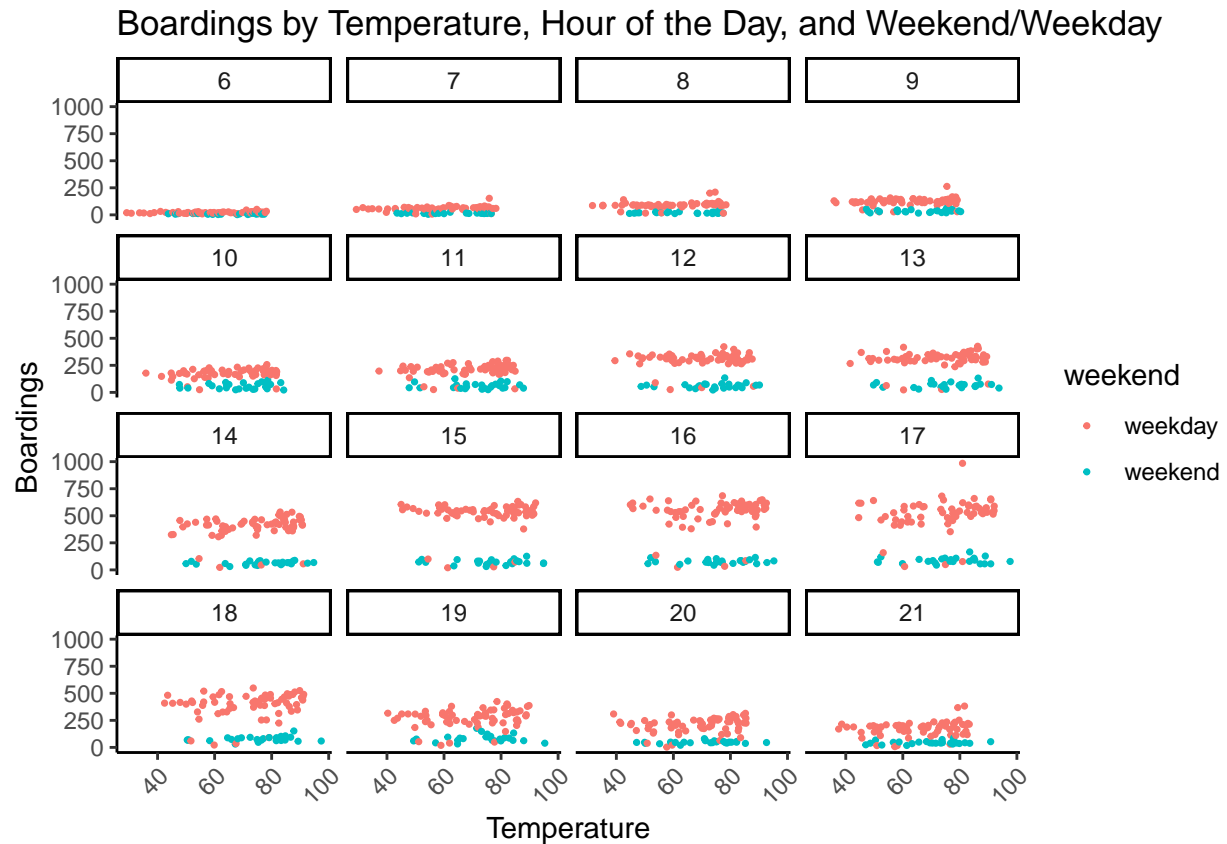 Boardings by Temperature, Hour of the Day, and Weekend/Weekday
6 7 8 9
1000
750
500
250
0
10 11 12 13
1000
750
500
250
0
14 15 16 17
1000
750
500
250
0
18 19 20 21
1000
750
500
250
0
40 60 80 100 40 60 80 100 40 60 80 100 40 60 80 100
Temperature
Boardings
weekend
weekday
weekend